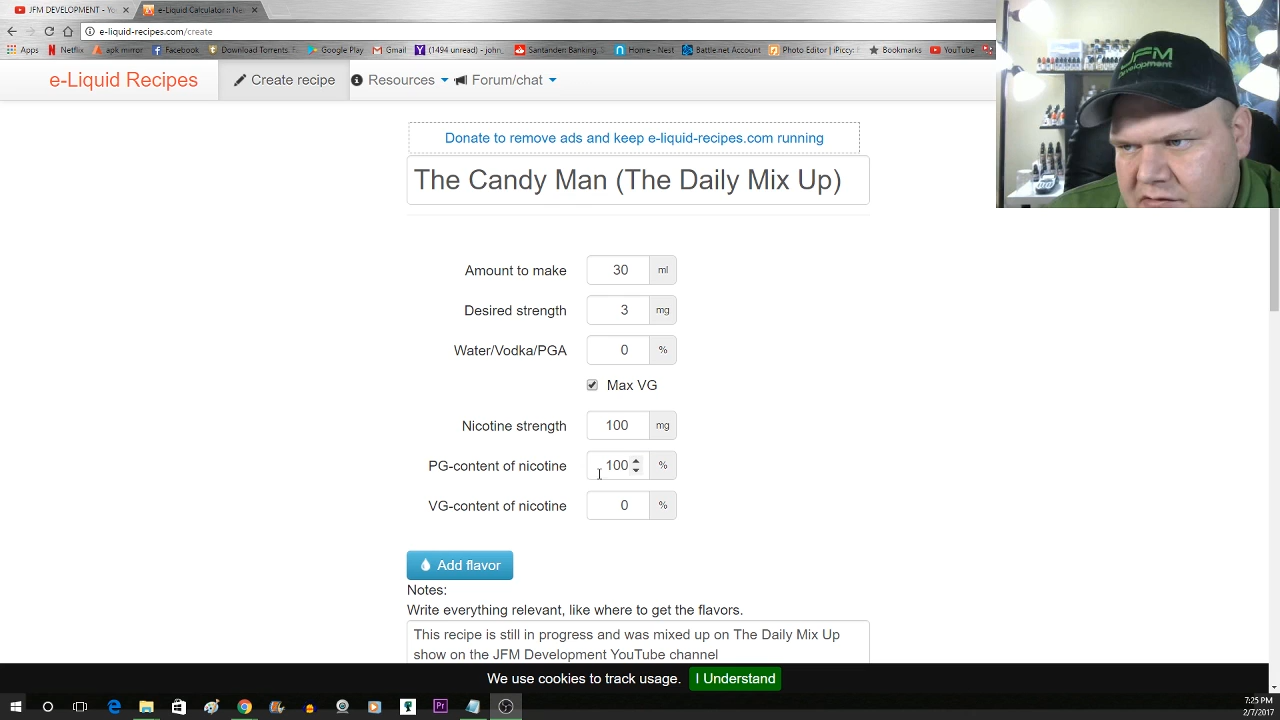 JFM DEVELOPMENT - Yo
e-Liquid Calculator :: Ne
e-liquid-recipes.com/create
Apps
Netflix
apk mirror
Facebook
Download Torrents
Google Play
Gmail
(1494 unread) - john_
Santander Banking
Home - Nest
Battle.net Account
Photo Editor | iPiccy:
Bookmarks
YouTube
e-Liquid Recipes
Create recipe
Resources
Forum/chat
JFM
development
Donate to remove ads and keep e-liquid-recipes.com running
The Candy Man (The Daily Mix Up)
Amount to make 30 ml
Desired strength 3 mg
Water/Vodka/PGA 0 %
Max VG
Nicotine strength 100 mg
PG-content of nicotine 100 %
VG-content of nicotine 0 %
Add flavor
Notes:
Write everything relevant, like where to get the flavors.
This recipe is still in progress and was mixed up on The Daily Mix Up
show on the JFM Development YouTube channel
We use cookies to track usage. I Understand
Pr
7:25 PM
2/7/2017